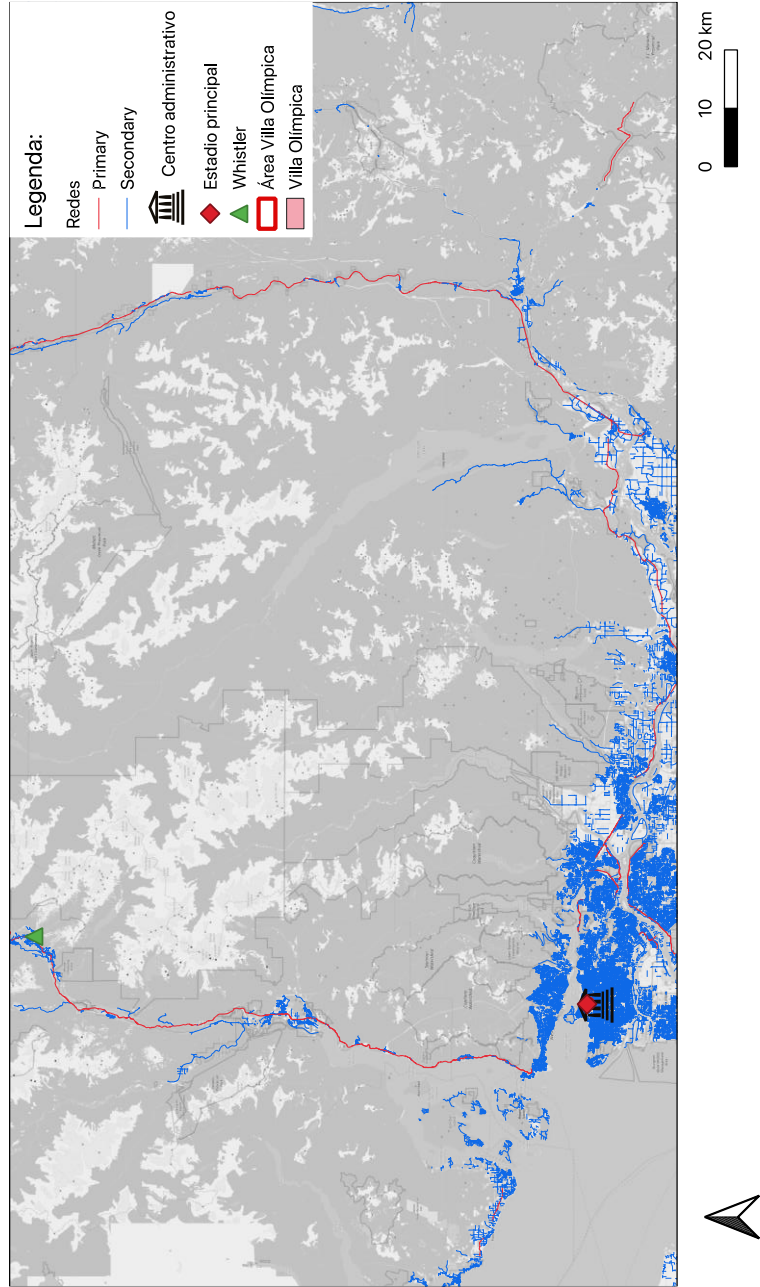 Legenda:
Redes
Primary
Secondary
Centro administrativo
Estadio principal
Whistler
Área Villa Olímpica
Villa Olímpica
0 10 20 km